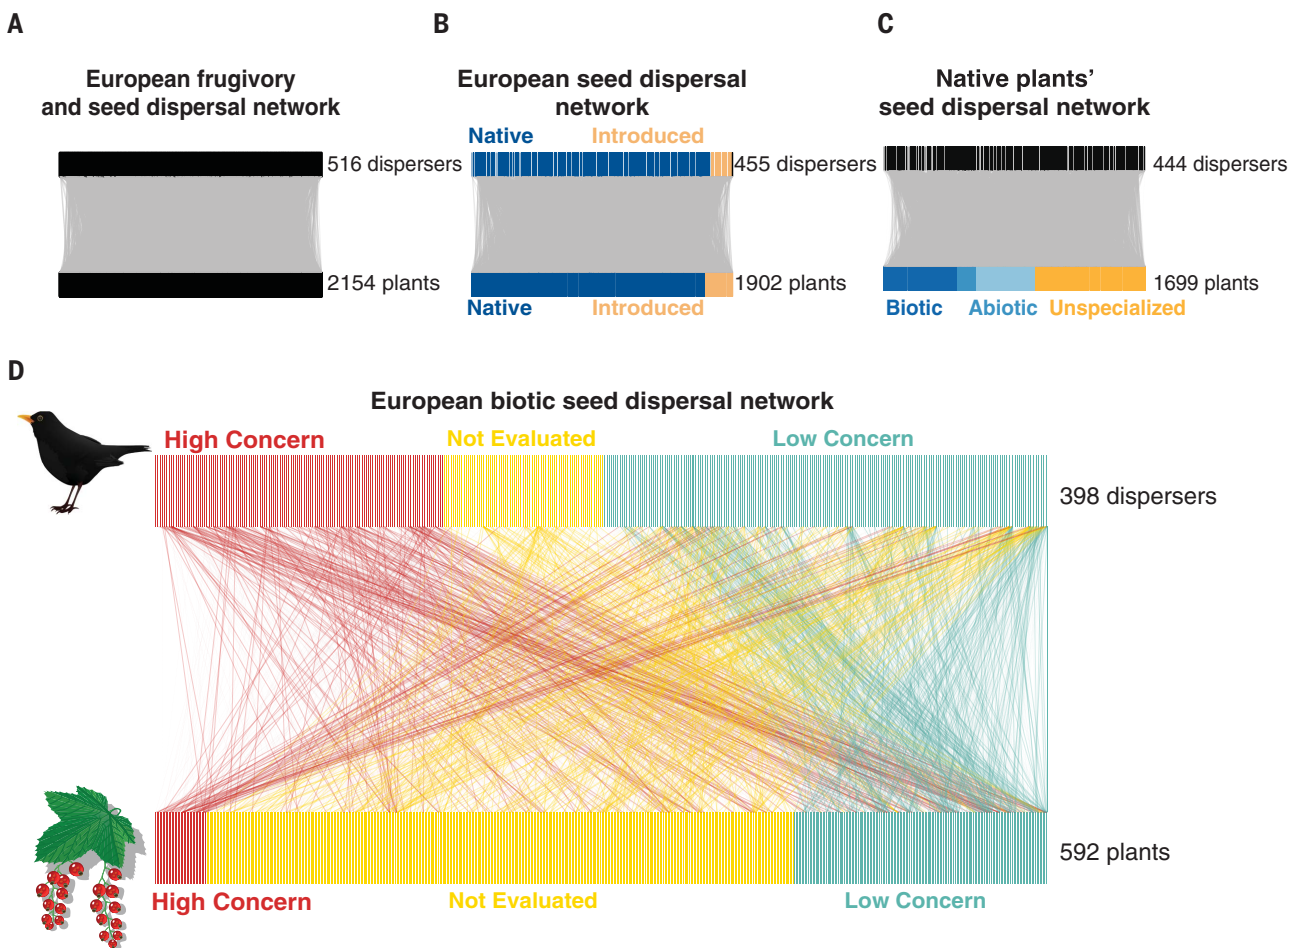 A
European frugivory
and seed dispersal network
516 dispersers
2154 plants
B
European seed dispersal
network
Native Introduced
455 dispersers
1902 plants
Native Introduced
C
Native plants’
seed dispersal network
444 dispersers
1699 plants
Biotic Abiotic Unspecialized
D
European biotic seed dispersal network
High Concern Not Evaluated Low Concern
398 dispersers
592 plants
High Concern Not Evaluated Low Concern